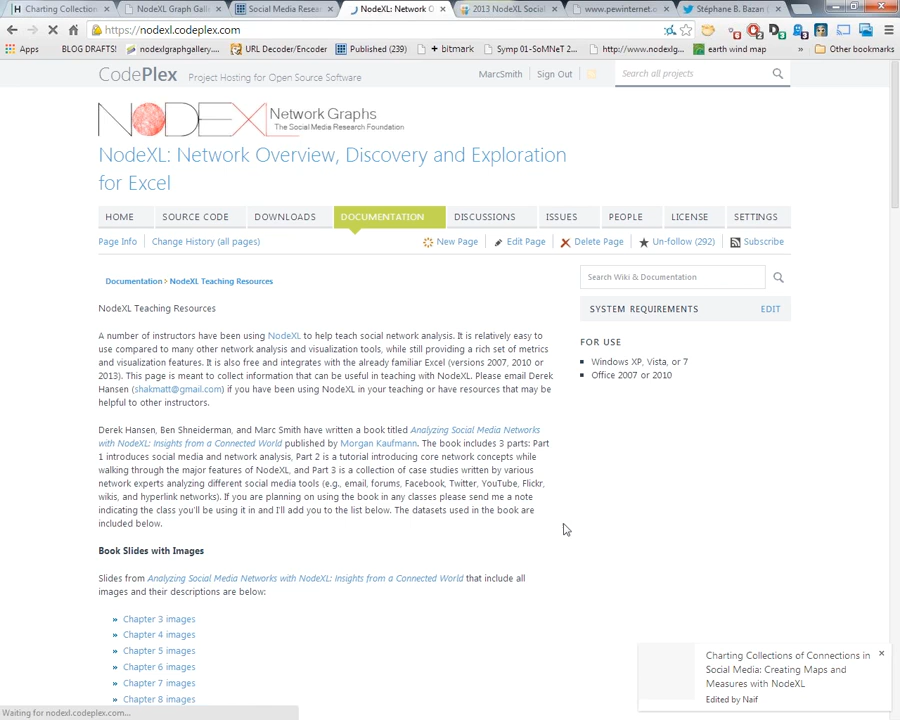 Charting Collection
NodeXL Graph Gall
Social Media Resea
NodeXL: Network O
2013 NodeXL Social
www.pewinternet.o
Stéphane B. Bazan (
https://nodexl.codeplex.com
Apps
BLOG DRAFTS!
nodexlgraphgallery....
URL Decoder/Encoder
Published (239)
+ bitmark
Symp 01-SoMNeT 2...
http://www.nodexlg...
earth wind map
»
Other bookmarks
CodePlex Project Hosting for Open Source Software
MarcSmith
Sign Out
Search all projects
NODEXL Network Graphs
The Social Media Research Foundation
NodeXL: Network Overview, Discovery and Exploration
for Excel
HOME SOURCE CODE DOWNLOADS DOCUMENTATION DISCUSSIONS ISSUES PEOPLE LICENSE SETTINGS
Page Info Change History (all pages) New Page Edit Page Delete Page Un-follow (292) Subscribe
Documentation > NodeXL Teaching Resources
Search Wiki & Documentation
SYSTEM REQUIREMENTS EDIT
FOR USE
Windows XP, Vista, or 7
Office 2007 or 2010
NodeXL Teaching Resources
A number of instructors have been using NodeXL to help teach social network analysis. It is relatively easy to
use compared to many other network analysis and visualization tools, while still providing a rich set of metrics
and visualization features. It is also free and integrates with the already familiar Excel (versions 2007, 2010 or
2013). This page is meant to collect information that can be useful in teaching with NodeXL. Please email Derek
Hansen (shakmatt@gmail.com) if you have been using NodeXL in your teaching or have resources that may be
helpful to other instructors.
Derek Hansen, Ben Shneiderman, and Marc Smith have written a book titled Analyzing Social Media Networks
with NodeXL: Insights from a Connected World published by Morgan Kaufmann. The book includes 3 parts: Part
1 introduces social media and network analysis, Part 2 is a tutorial introducing core network concepts while
walking through the major features of NodeXL, and Part 3 is a collection of case studies written by various
network experts analyzing different social media tools (e.g., email, forums, Facebook, Twitter, YouTube, Flickr,
wikis, and hyperlink networks). If you are planning on using the book in any classes please send me a note
indicating the class you'll be using it in and I'll add you to the list below. The datasets used in the book are
included below.
Book Slides with Images
Slides from Analyzing Social Media Networks with NodeXL: Insights from a Connected World that include all
images and their descriptions are below:
» Chapter 3 images
» Chapter 4 images
» Chapter 5 images
» Chapter 6 images
» Chapter 7 images
» Chapter 8 images
Charting Collections of Connections in
Social Media: Creating Maps and
Measures with NodeXL
Edited by Naif
Waiting for nodexl.codeplex.com...